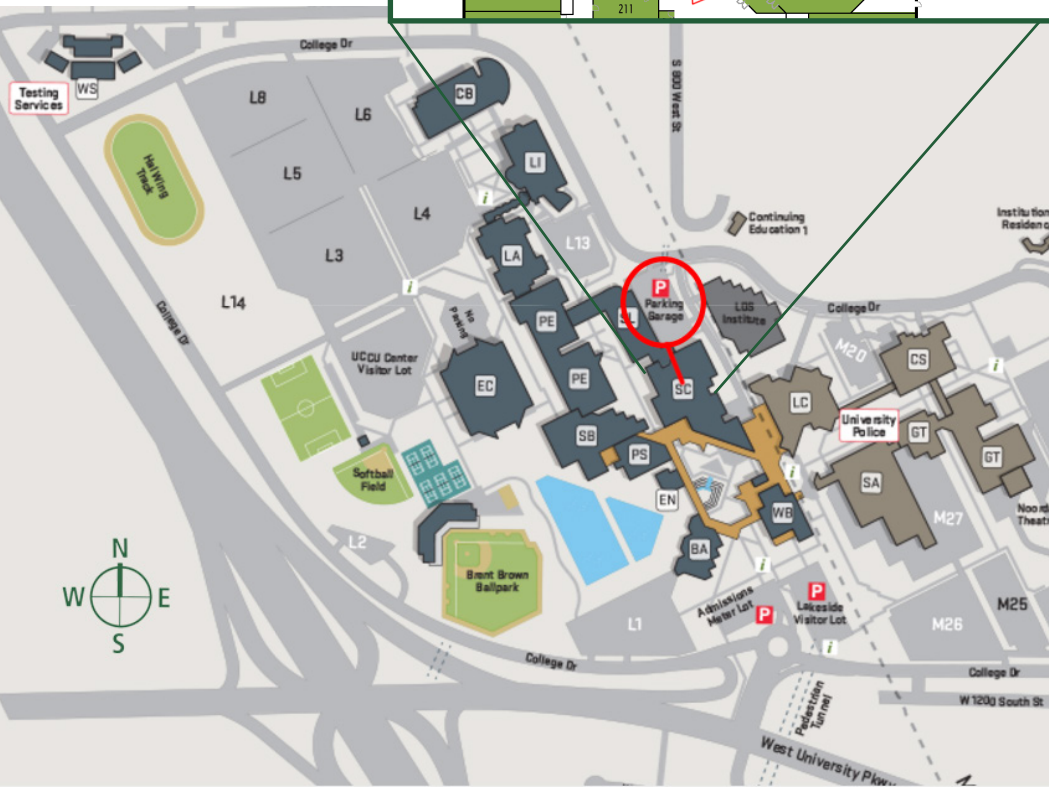 211
College Dr
Testing
Services
WS
L8
L6
CB
S 800 West St
Hal Wing
Track
L5
LI
L4
L3
L13
LA
L14
Continuing
Education 1
Residenc
College Dr
P
Parking
Garage
SL
College Dr
No
Parking
PE
M20
CS
UCCU Center
Visitor Lot
EC
PE
SC
LC
University
Police
GT
GT
SB
PS
SA
Softball
Field
EN
WB
M27
L2
BA
N
W
E
S
Brent Brown
Ballpark
Admissions
Meter Lot
P
P
Lakeside
Visitor Lot
L1
M25
M26
College Dr
College Dr
W 1200 South St
Pedestrian
Tunnel
West University Pkwy